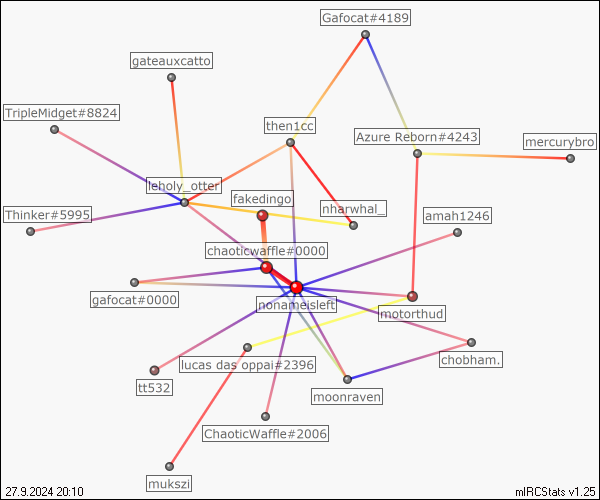 Gafocat#4189
gateauxcatto
TripleMidget#8824
then1cc
Azure Reborn#4243
mercurybro
leholy_otter
fakedingo
nharwhal_
Thinker#5995
amah1246
chaoticwaffle#0000
gafocat#0000
nonameisleft
motorthud
lucas das oppai#2396
chobham.
tt532
moonraven
ChaoticWaffle#2006
mukszi
27.9.2024 20:10
mIRCStats v1.25